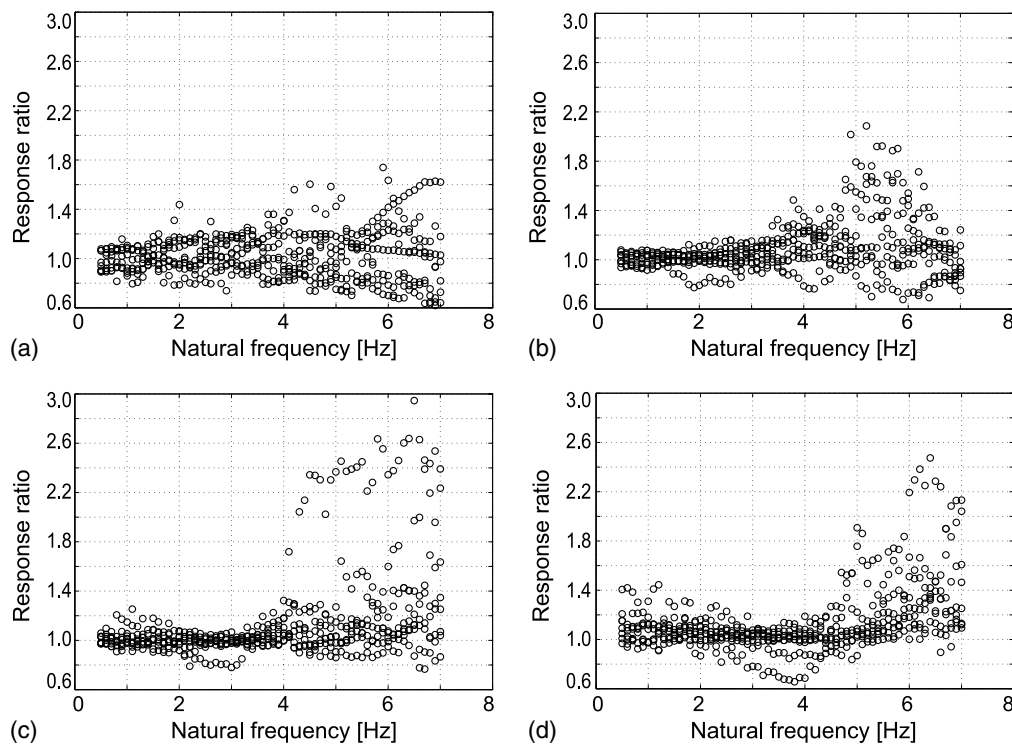 3.0
2.6
2.2
1.8
1.4
1.0
0.6
Response ratio
0 2 4 6 8
(a) Natural frequency [Hz]
3.0
2.6
2.2
1.8
1.4
1.0
0.6
Response ratio
0 2 4 6 8
(b) Natural frequency [Hz]
3.0
2.6
2.2
1.8
1.4
1.0
0.6
Response ratio
0 2 4 6 8
(c) Natural frequency [Hz]
3.0
2.6
2.2
1.8
1.4
1.0
0.6
Response ratio
0 2 4 6 8
(d) Natural frequency [Hz]